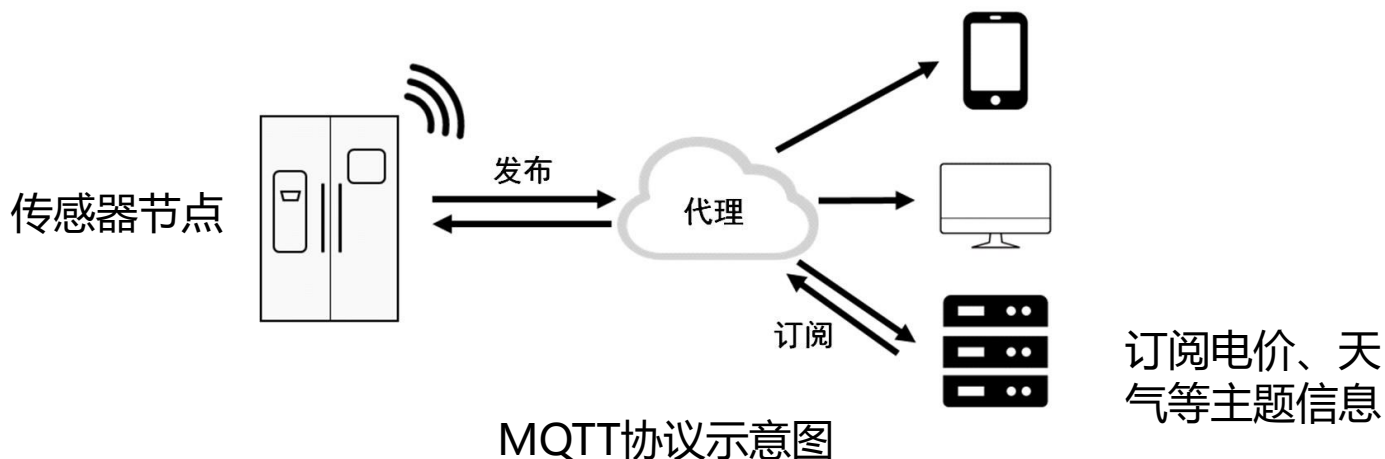 发布
传感器节点
代理
订阅
订阅电价、天
气等主题信息
MQTT协议示意图